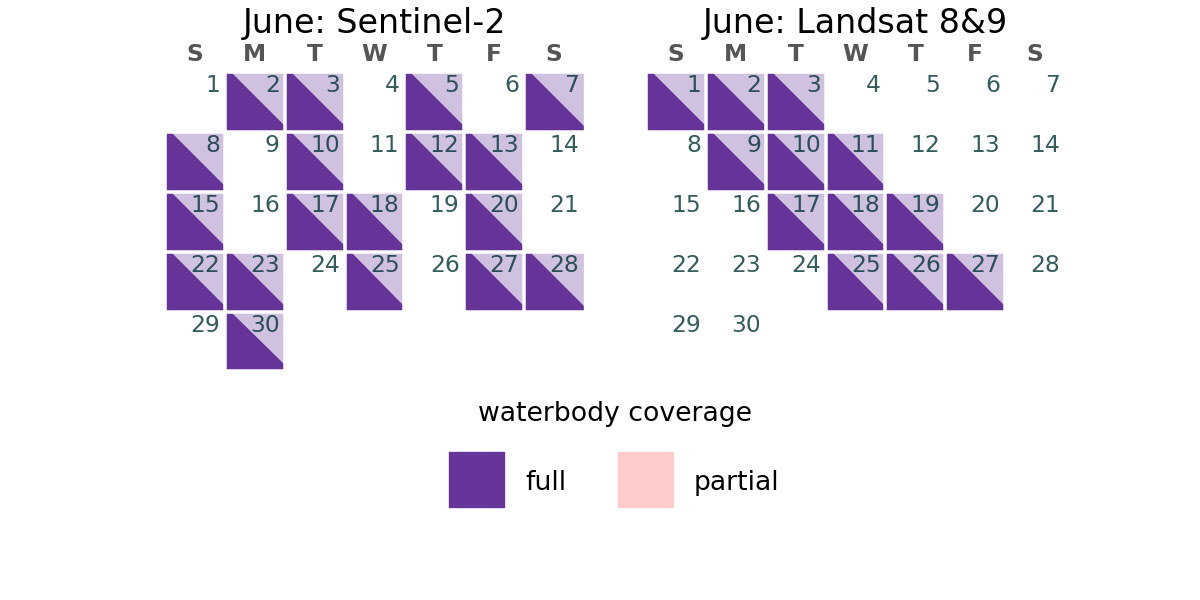 June: Sentinel-2
S M T W T F S
1 2 3 4 5 6 7
8 9 10 11 12 13 14
15 16 17 18 19 20 21
22 23 24 25 26 27 28
29 30
June: Landsat 8&9
S M T W T F S
1 2 3 4 5 6 7
8 9 10 11 12 13 14
15 16 17 18 19 20 21
22 23 24 25 26 27 28
29 30
waterbody coverage
full partial